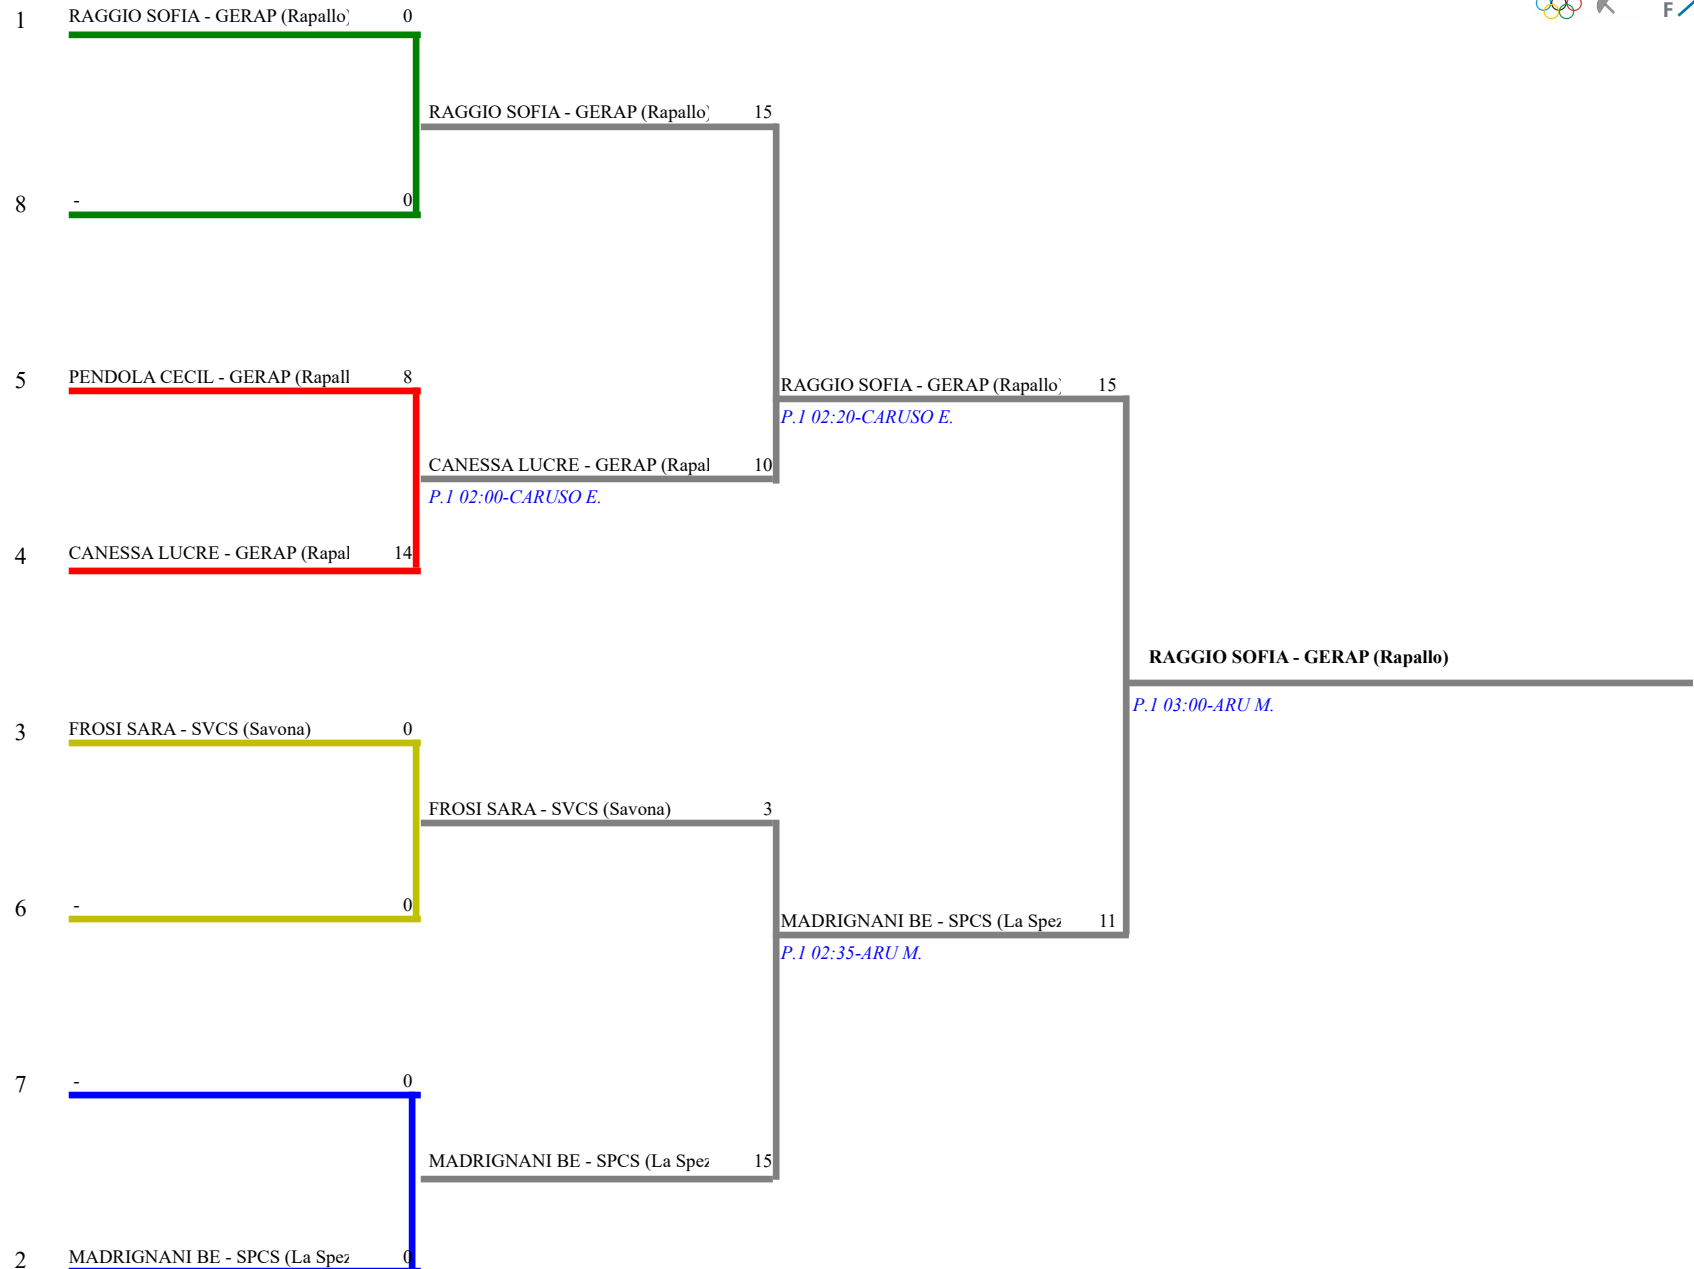 1 RAGGIO SOFIA - GERAP (Rapallo) 0
F
RAGGIO SOFIA - GERAP (Rapallo) 15
8 - 0
5 PENDOLA CECIL - GERAP (Rapall 8
RAGGIO SOFIA - GERAP (Rapallo) 15
P.1 02:20-CARUSO E.
CANESSA LUCRE - GERAP (Rapal 10
P.1 02:00-CARUSO E.
4 CANESSA LUCRE - GERAP (Rapal 14
RAGGIO SOFIA - GERAP (Rapallo)
P.1 03:00-ARU M.
3 FROSI SARA - SVCS (Savona) 0
FROSI SARA - SVCS (Savona) 3
6 - 0
MADRIGNANI BE - SPCS (La Spez 11
P.1 02:35-ARU M.
7 - 0
MADRIGNANI BE - SPCS (La Spez 15
2 MADRIGNANI BE - SPCS (La Spez 0